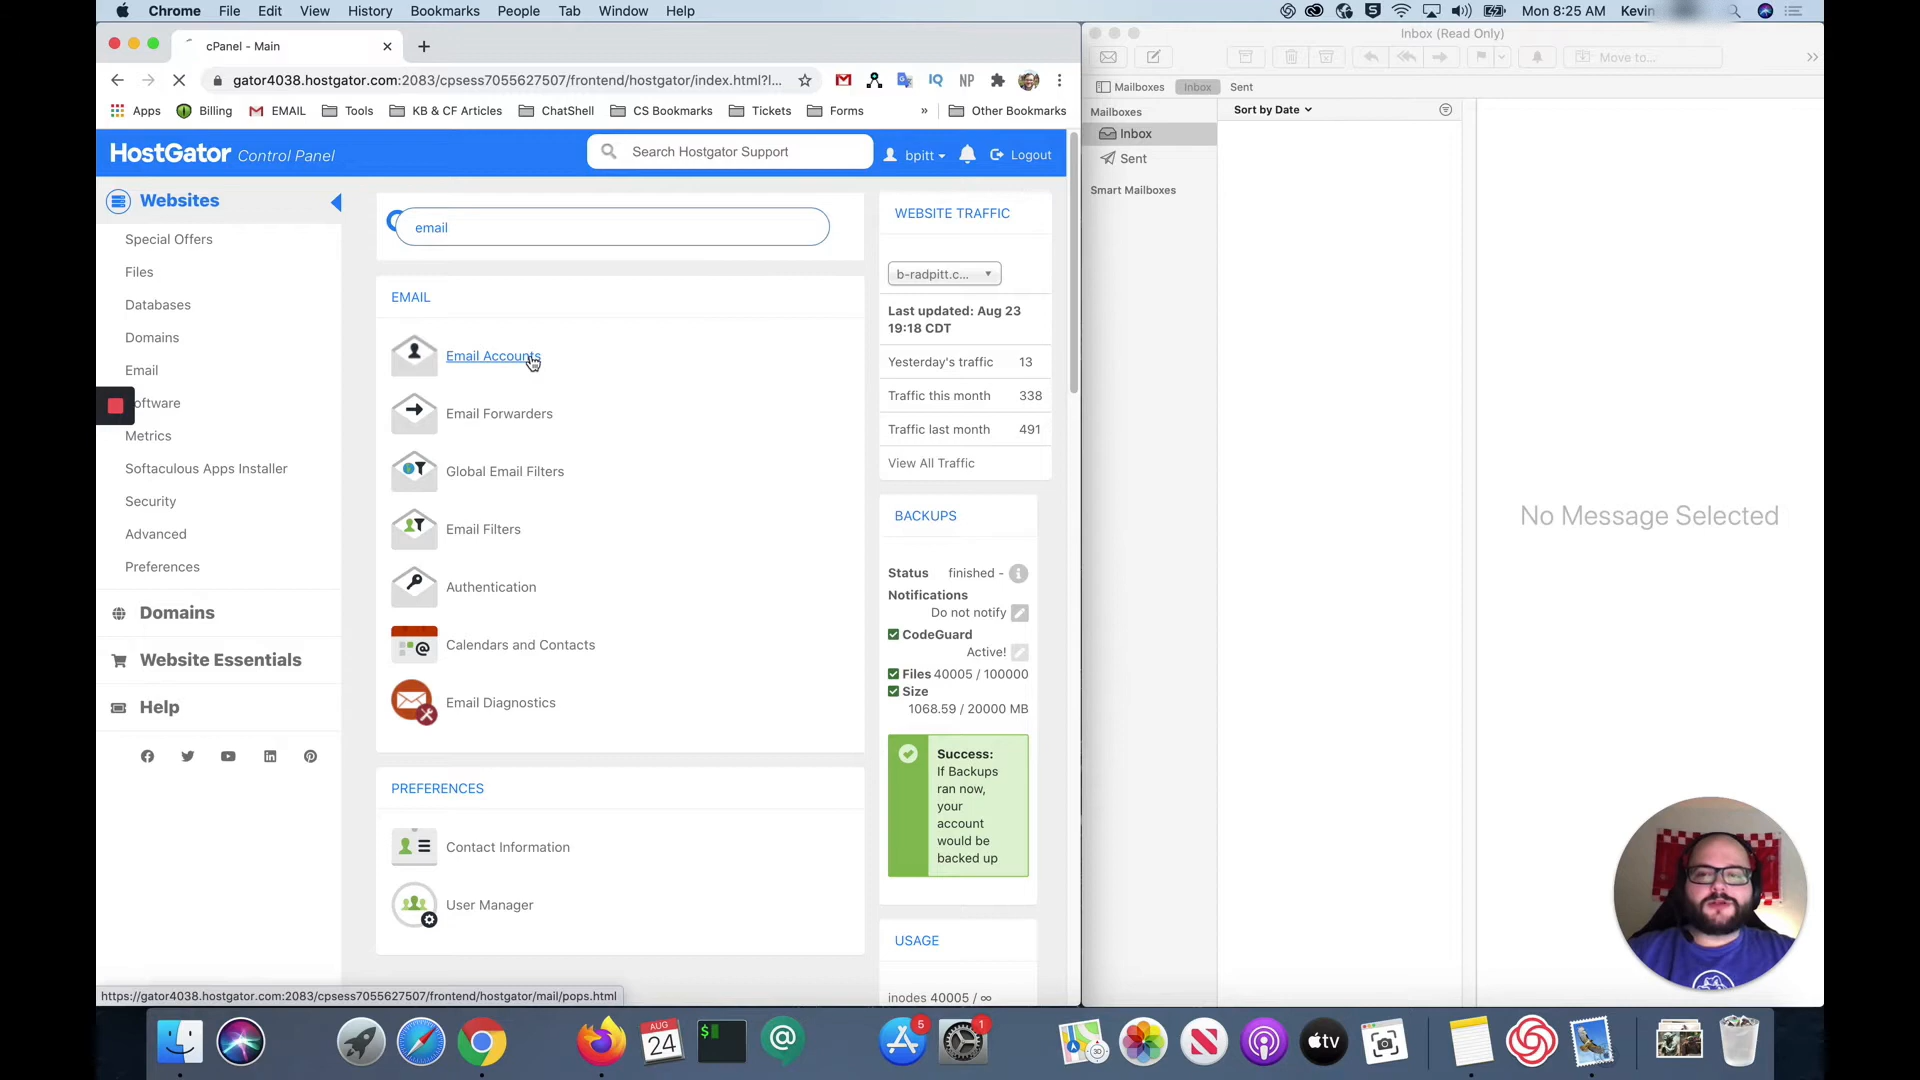 Chrome File Edit View History Bookmarks People Tab Window Help
Mon 8:25 AM Kevin
cPanel - Main
gator4038.hostgator.com:2083/cpsess7055627507/frontend/hostgator/index.html?l...
Apps Billing EMAIL Tools KB & CF Articles ChatShell CS Bookmarks Tickets Forms » Other Bookmarks
HostGator Control Panel
Search Hostgator Support
bpitt
Logout
Websites
Special Offers
Files
Databases
Domains
Email
oftware
Metrics
Softaculous Apps Installer
Security
Advanced
Preferences
Domains
Website Essentials
Help
email
EMAIL
Email Accounts
Email Forwarders
Global Email Filters
Email Filters
Authentication
Calendars and Contacts
Email Diagnostics
PREFERENCES
Contact Information
User Manager
WEBSITE TRAFFIC
b-radpitt.c...
Last updated: Aug 23
19:18 CDT
Yesterday's traffic 13
Traffic this month 338
Traffic last month 491
View All Traffic
BACKUPS
Status finished -
Notifications
Do not notify
CodeGuard
Active!
Files 40005 / 100000
Size
1068.59 / 20000 MB
Success:
If Backups
ran now,
your
account
would be
backed up
USAGE
inodes 40005 / ∞
https://gator4038.hostgator.com:2083/cpsess7055627507/frontend/hostgator/mail/pops.html
Inbox (Read Only)
Move to...
Mailboxes Inbox Sent
Mailboxes
Inbox
Sent
Smart Mailboxes
Sort by Date
No Message Selected
AUG
24
5
1
tv